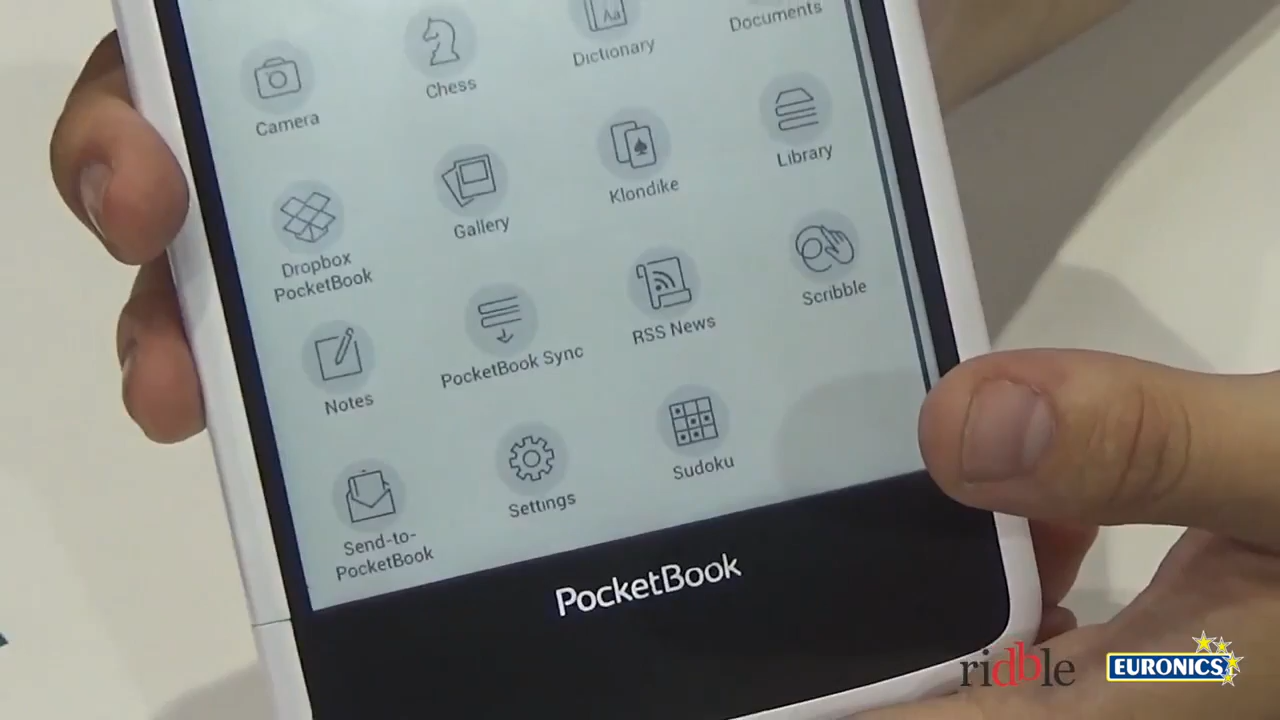 Camera
Chess
Dictionary
Documents
Dropbox
PocketBook
Gallery
Klondike
Library
Notes
PocketBook Sync
RSS News
Scribble
Send-to-
PocketBook
Settings
Sudoku
PocketBook
ridble
EURONICS